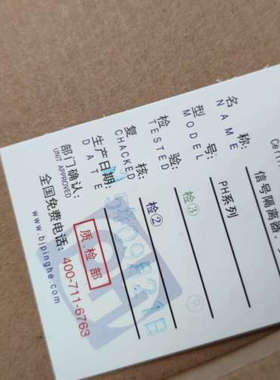 名 称: 信号隔离器
NAME
型 号: PH系列
MODEL
检 验: 检③
TESTED
复 核: 检②
CHACKED
生产日期:
DATE
部门确认: 质检部
UNIT APPROVED
全国免费电话: 400-711-6763
www.bipinghe.com